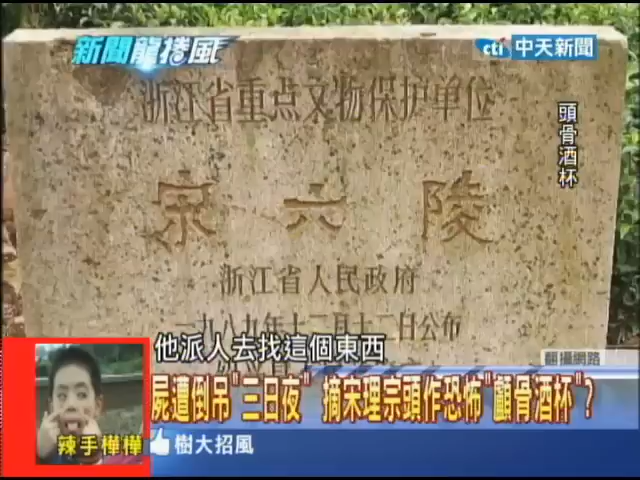 新聞龍捲風
cti 中天新聞
浙江省重点文物保护单位
頭骨酒杯
宋六陵
浙江省人民政府
一九八九年十二月十二日公布
他派人去找這個東西
翻攝網路
屍遭倒吊"三日夜" 摘宋理宗頭作恐怖"顱骨酒杯"?
辣手樺樺
樹大招風